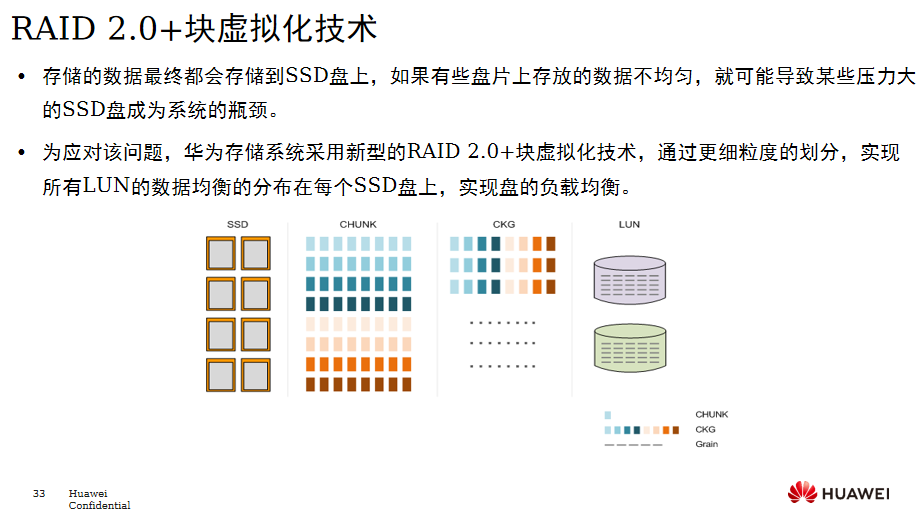 RAID 2.0+块虚拟化技术
• 存储的数据最终都会存储到SSD盘上，如果有些盘片上存放的数据不均匀，就可能导致某些压力大
的SSD盘成为系统的瓶颈。
• 为应对该问题，华为存储系统采用新型的RAID 2.0+块虚拟化技术，通过更细粒度的划分，实现
所有LUN的数据均衡的分布在每个SSD盘上，实现盘的负载均衡。
SSD CHUNK CKG LUN
CHUNK
CKG
Grain
33 Huawei
Confidential
HUAWEI